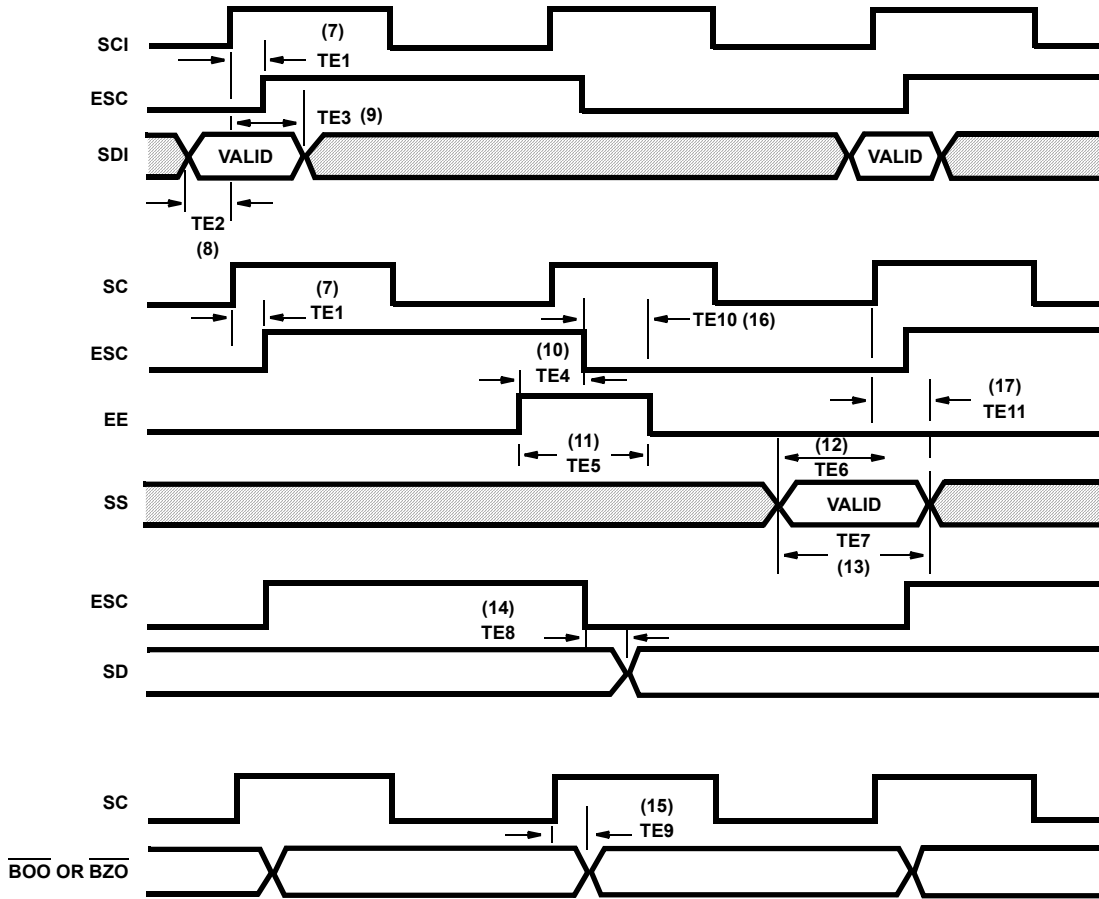 SCI
(7)
TE1
ESC
TE3 (9)
SDI
VALID
VALID
TE2
(8)
SC
(7)
TE1
TE10 (16)
ESC
(10)
TE4
(17)
TE11
EE
(11)
TE5
(12)
TE6
SS
VALID
TE7
(13)
ESC
(14)
TE8
SD
SC
(15)
TE9
B̅O̅O̅ OR B̅Z̅O̅